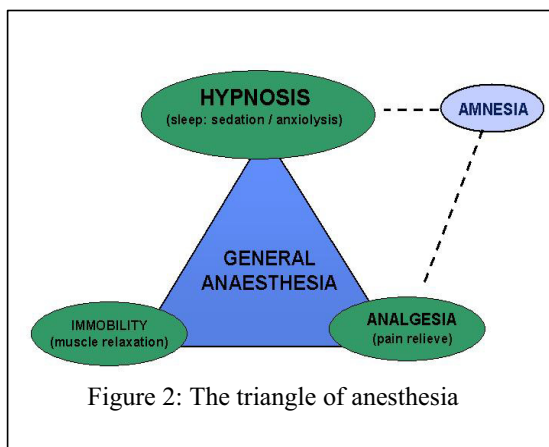 HYPNOSIS
(sleep: sedation / anxiolysis)
AMNESIA
GENERAL
ANAESTHESIA
IMMOBILITY
(muscle relaxation)
ANALGESIA
(pain relieve)
Figure 2: The triangle of anesthesia